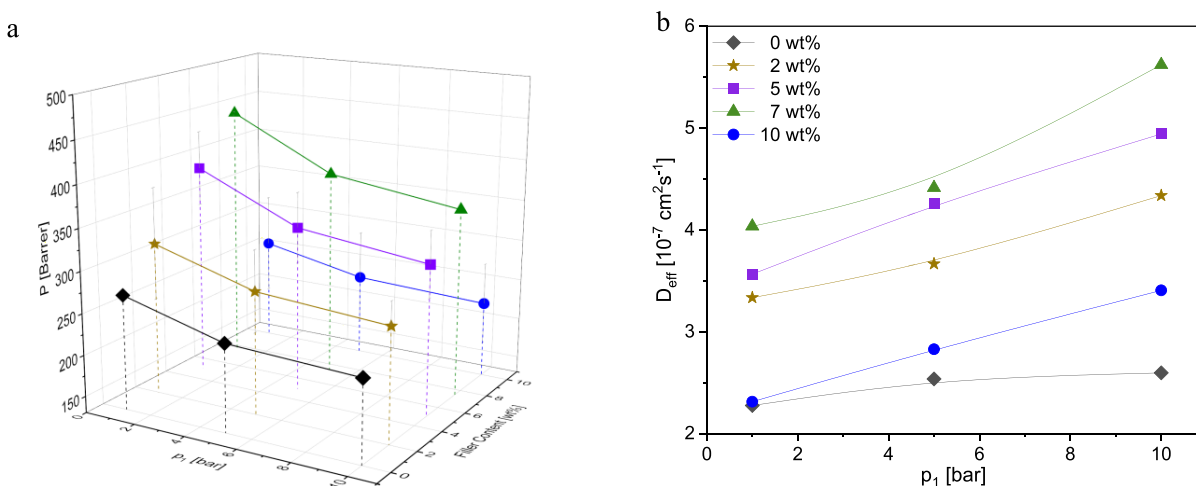 a
P [Barrer]
500
450
400
350
300
250
200
150
0
2
4
6
8
10
p1 [bar]
0
2
4
6
8
10
Filler Content [wt%]
b
0 wt%
2 wt%
5 wt%
7 wt%
10 wt%
Deff [10-7 cm2s-1]
6
5
4
3
2
0
2
4
6
8
10
p1 [bar]